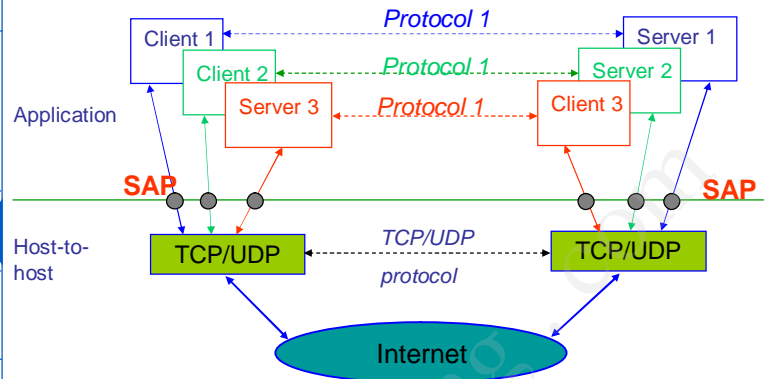 Protocol 1
Client 1
Server 1
Client 2
Protocol 1
Server 2
Server 3
Protocol 1
Client 3
Application
SAP
SAP
Host-to-
host
TCP/UDP
TCP/UDP
protocol
TCP/UDP
Internet